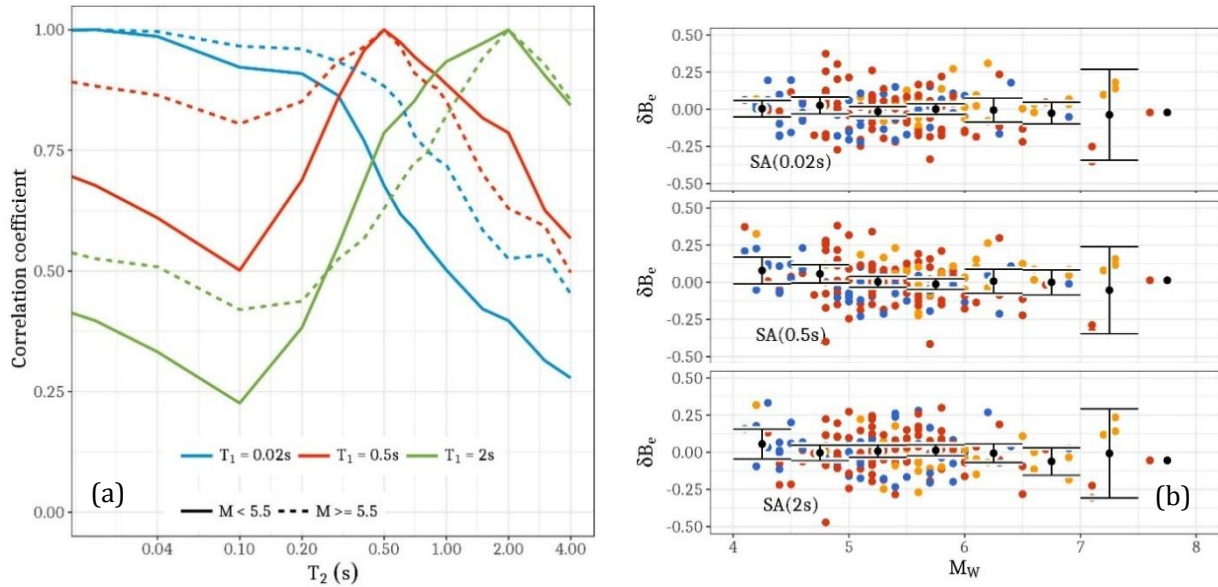 1.00
0.75
0.50
0.25
0.00
Correlation coefficient
0.04 0.10 0.20 0.50 1.00 2.00 4.00
T₂ (s)
T₁ = 0.02s T₁ = 0.5s T₁ = 2s
M < 5.5 M >= 5.5
(a)
(b)
0.50
0.25
0.00
-0.25
-0.50
δBₑ
SA(0.02s)
0.50
0.25
0.00
-0.25
-0.50
δBₑ
SA(0.5s)
0.50
0.25
0.00
-0.25
-0.50
δBₑ
SA(2s)
4 5 6 7 8
M_W